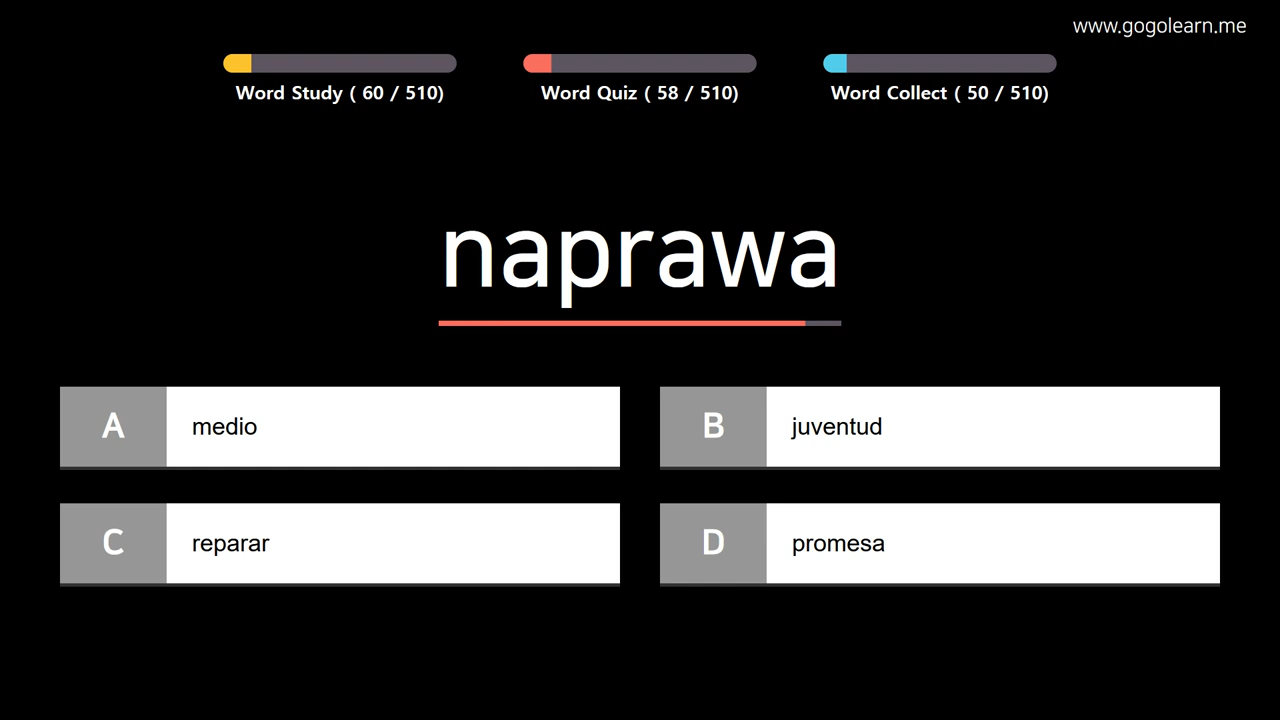 www.gogolearn.me
Word Study ( 60 / 510)
Word Quiz ( 58 / 510)
Word Collect ( 50 / 510)
naprawa
A medio
B juventud
C reparar
D promesa